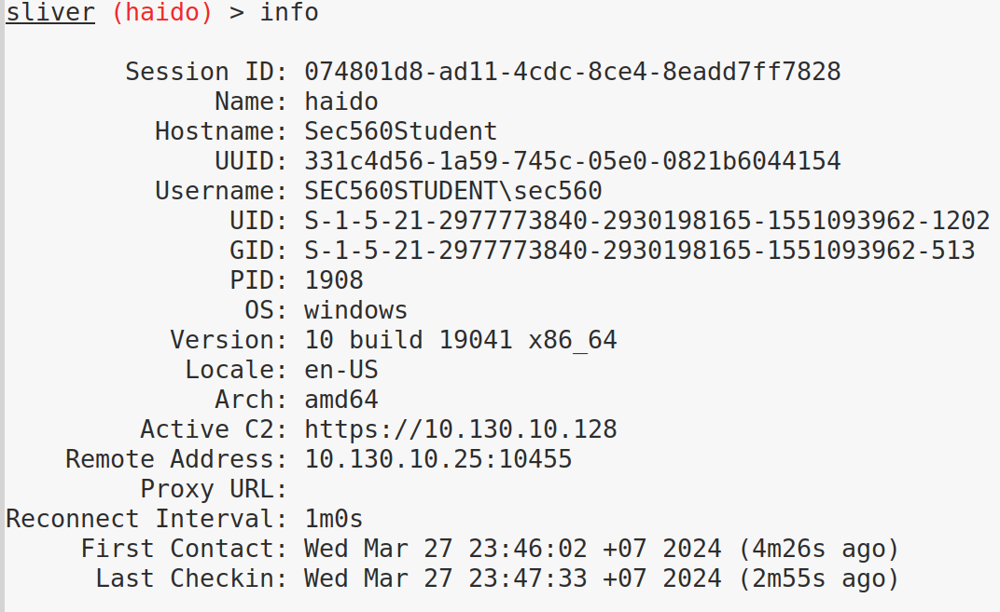 sliver (haido) > info
Session ID: 074801d8-ad11-4cdc-8ce4-8eadd7ff7828
Name: haido
Hostname: Sec560Student
UUID: 331c4d56-1a59-745c-05e0-0821b6044154
Username: SEC560STUDENT\sec560
UID: S-1-5-21-2977773840-2930198165-1551093962-1202
GID: S-1-5-21-2977773840-2930198165-1551093962-513
PID: 1908
OS: windows
Version: 10 build 19041 x86_64
Locale: en-US
Arch: amd64
Active C2: https://10.130.10.128
Remote Address: 10.130.10.25:10455
Proxy URL:
Reconnect Interval: 1m0s
First Contact: Wed Mar 27 23:46:02 +07 2024 (4m26s ago)
Last Checkin: Wed Mar 27 23:47:33 +07 2024 (2m55s ago)